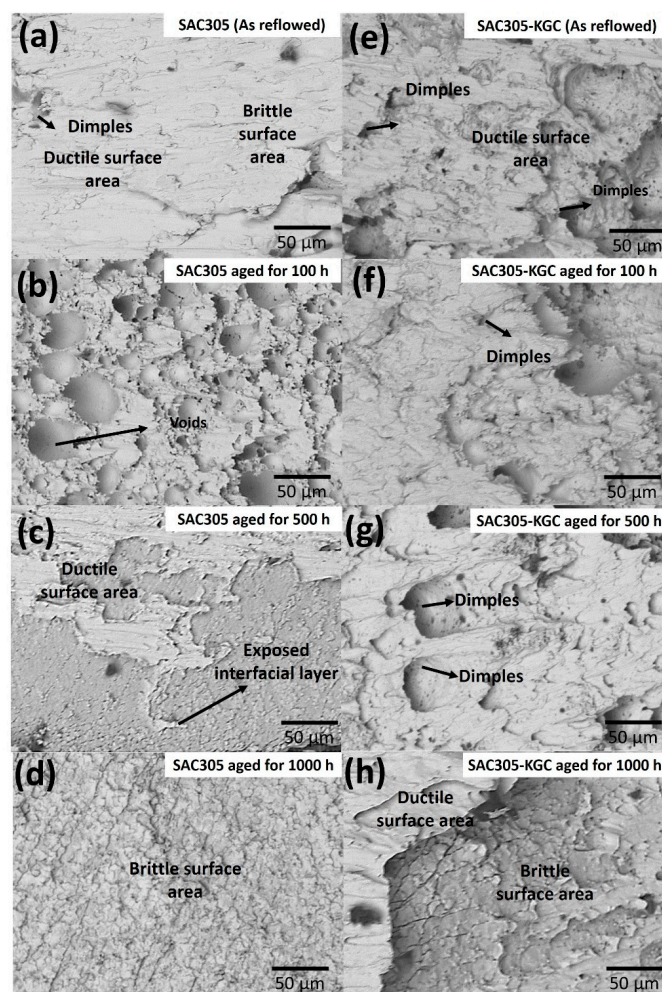 (a)
SAC305 (As reflowed)
Dimples
Brittle
surface
area
Ductile surface
area
50 µm
(e)
SAC305-KGC (As reflowed)
Dimples
Ductile surface
area
Dimples
50 µm
(b)
SAC305 aged for 100 h
Voids
50 µm
(f)
SAC305-KGC aged for 100 h
Dimples
50 µm
(c)
SAC305 aged for 500 h
Ductile
surface area
Exposed
interfacial layer
50 µm
(g)
SAC305-KGC aged for 500 h
Dimples
Dimples
50 µm
(d)
SAC305 aged for 1000 h
Brittle surface
area
50 µm
(h)
SAC305-KGC aged for 1000 h
Ductile
surface area
Brittle
surface area
50 µm